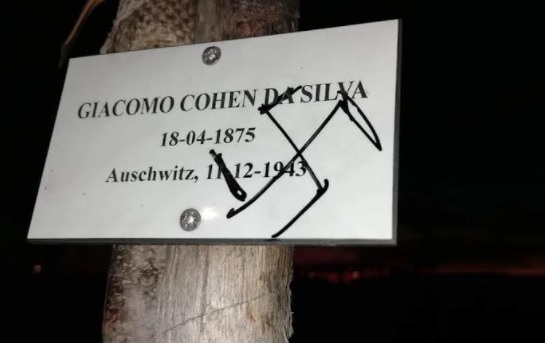 GIACOMO COHEN DA SILVA
18-04-1875
Auschwitz, 11-12-1943